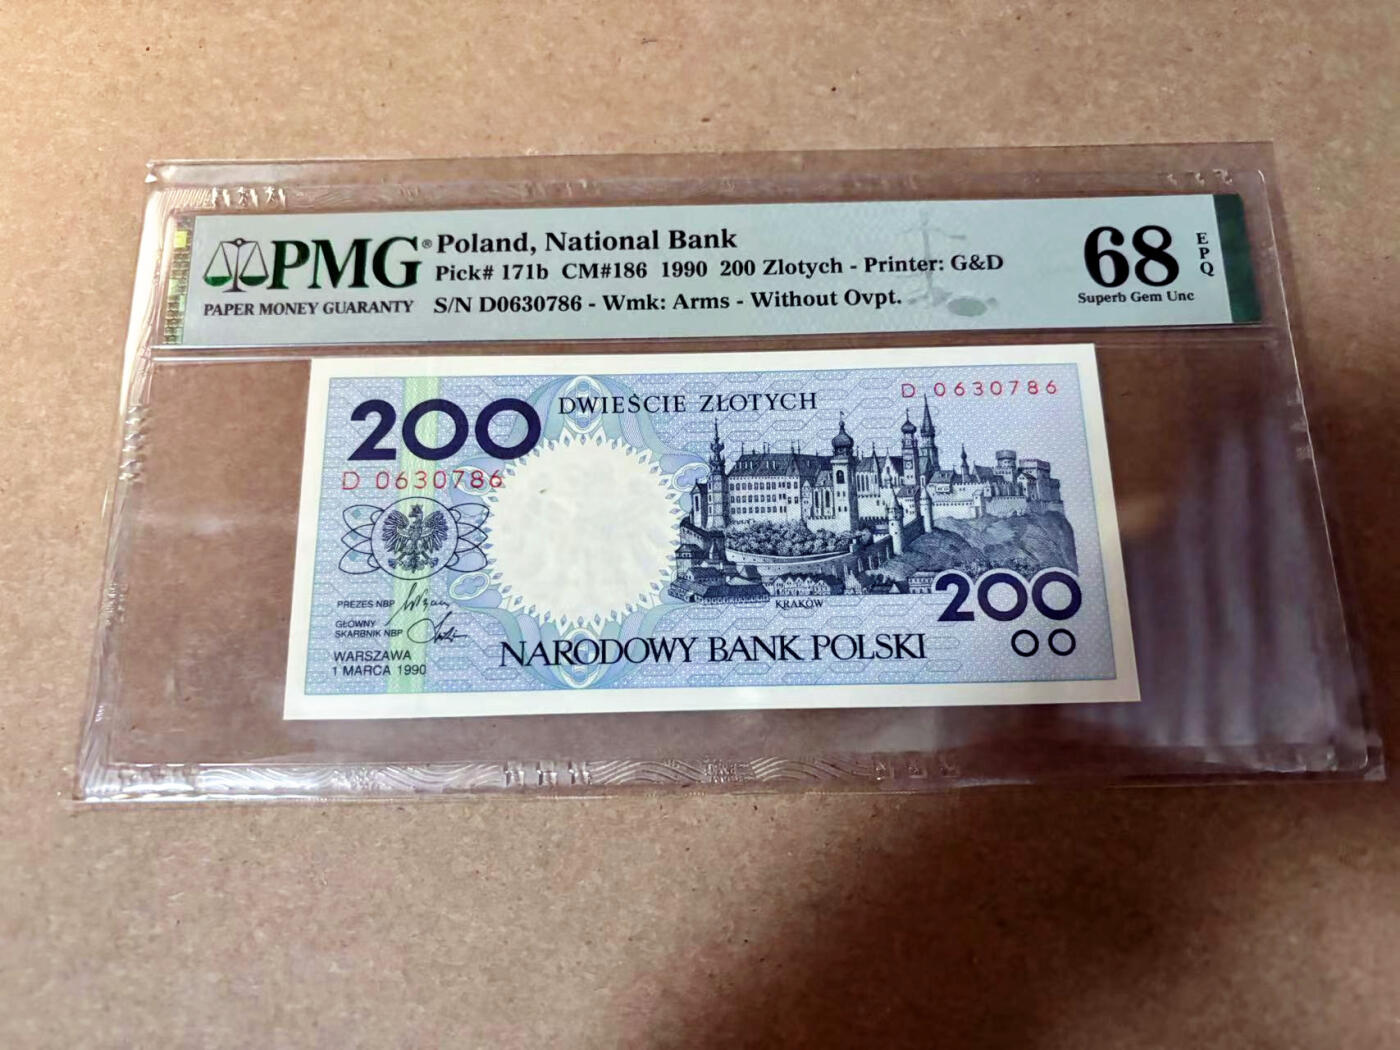 PMG® Poland, National Bank
PAPER MONEY GUARANTY
Pick# 171b CM#186 1990 200 Zlotych - Printer: G&D
S/N D0630786 - Wmk: Arms - Without Ovpt.
68 EPQ
Superb Gem Unc
200 DWIEŚCIE ZŁOTYCH D 0630786
D 0630786
KRAKÓW
200
00
PREZES NBP
GŁÓWNY
SKARBNIK NBP
WARSZAWA
1 MARCA 1990
NARODOWY BANK POLSKI